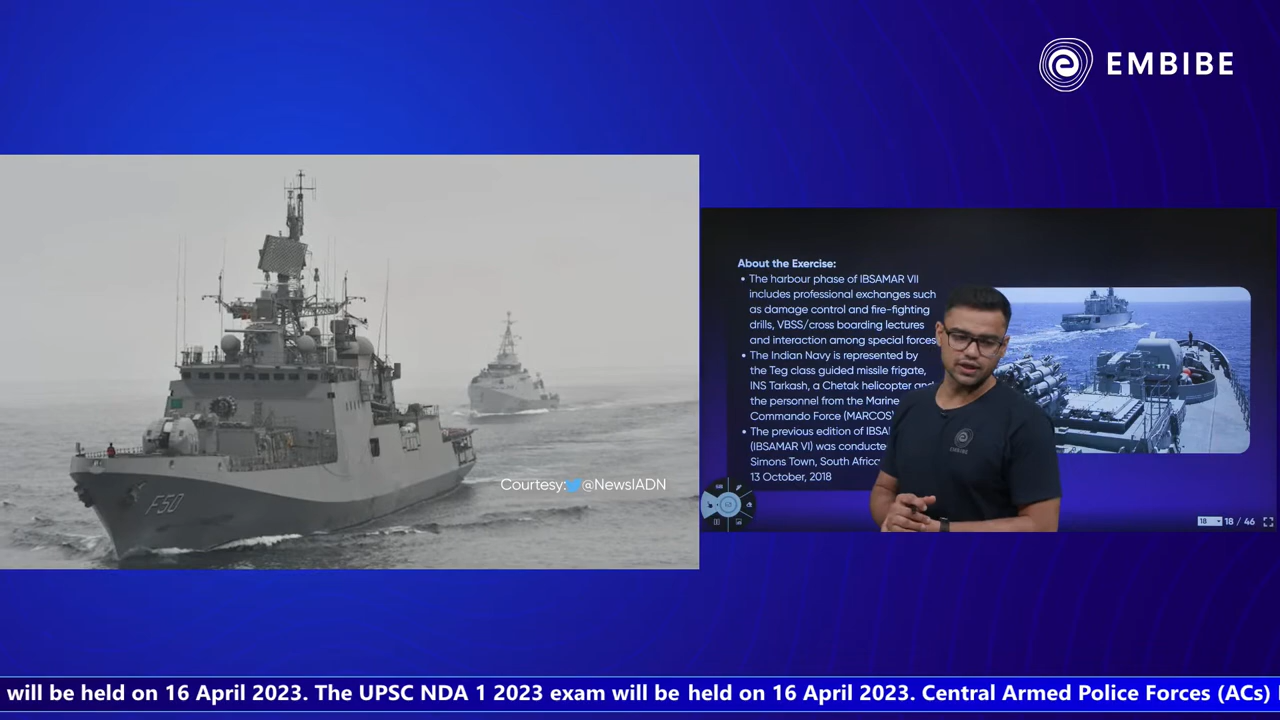 EMBIBE
About the Exercise:
• The harbour phase of IBSAMAR VII
includes professional exchanges such
as damage control and fire-fighting
drills, VBSS/cross boarding lectures
and interaction among special forces
• The Indian Navy is represented by
the Teg class guided missile frigate,
INS Tarkash, a Chetak helicopter and
the personnel from the Marine
Commando Force (MARCOS)
• The previous edition of IBSA
(IBSAMAR VI) was conducte
Simons Town, South Africa
13 October, 2018
F50
Courtesy: @NewsIADN
EMBIBE
18 18 / 46
will be held on 16 April 2023. The UPSC NDA 1 2023 exam will be held on 16 April 2023. Central Armed Police Forces (ACs)